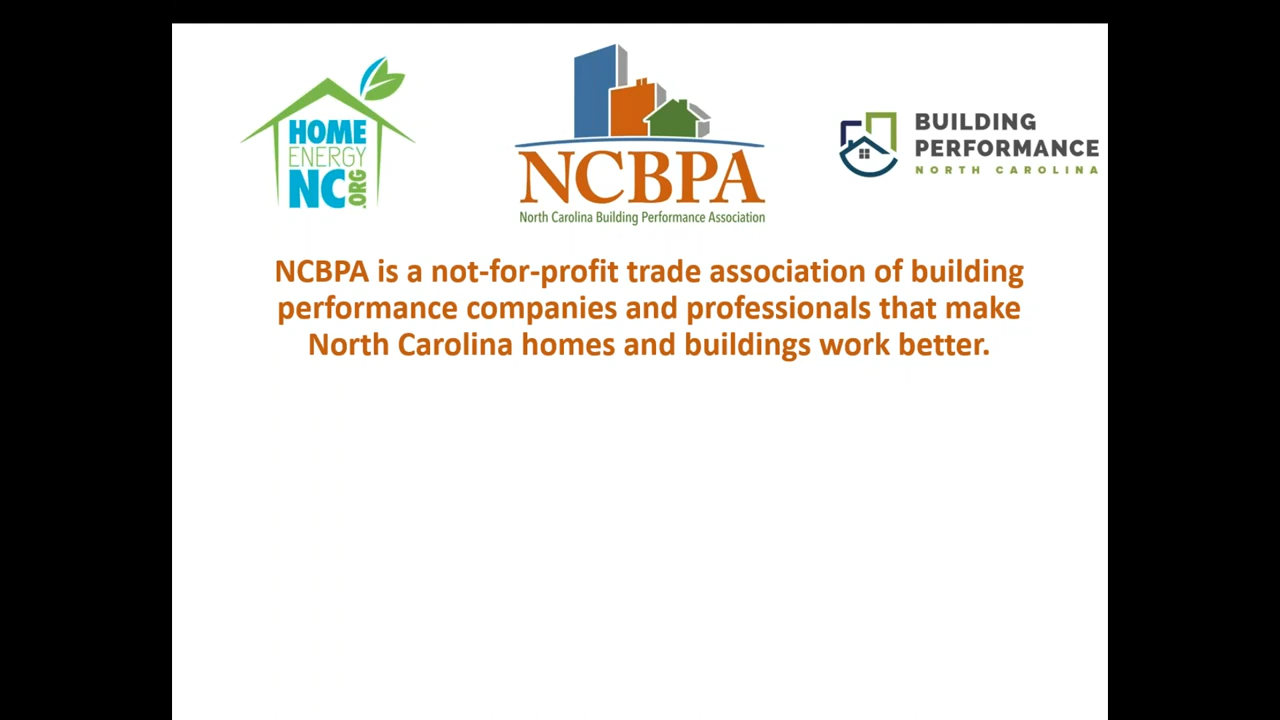 HOME
ENERGY
NC.ORG
NCBPA
North Carolina Building Performance Association
BUILDING
PERFORMANCE
NORTH CAROLINA
NCBPA is a not-for-profit trade association of building
performance companies and professionals that make
North Carolina homes and buildings work better.